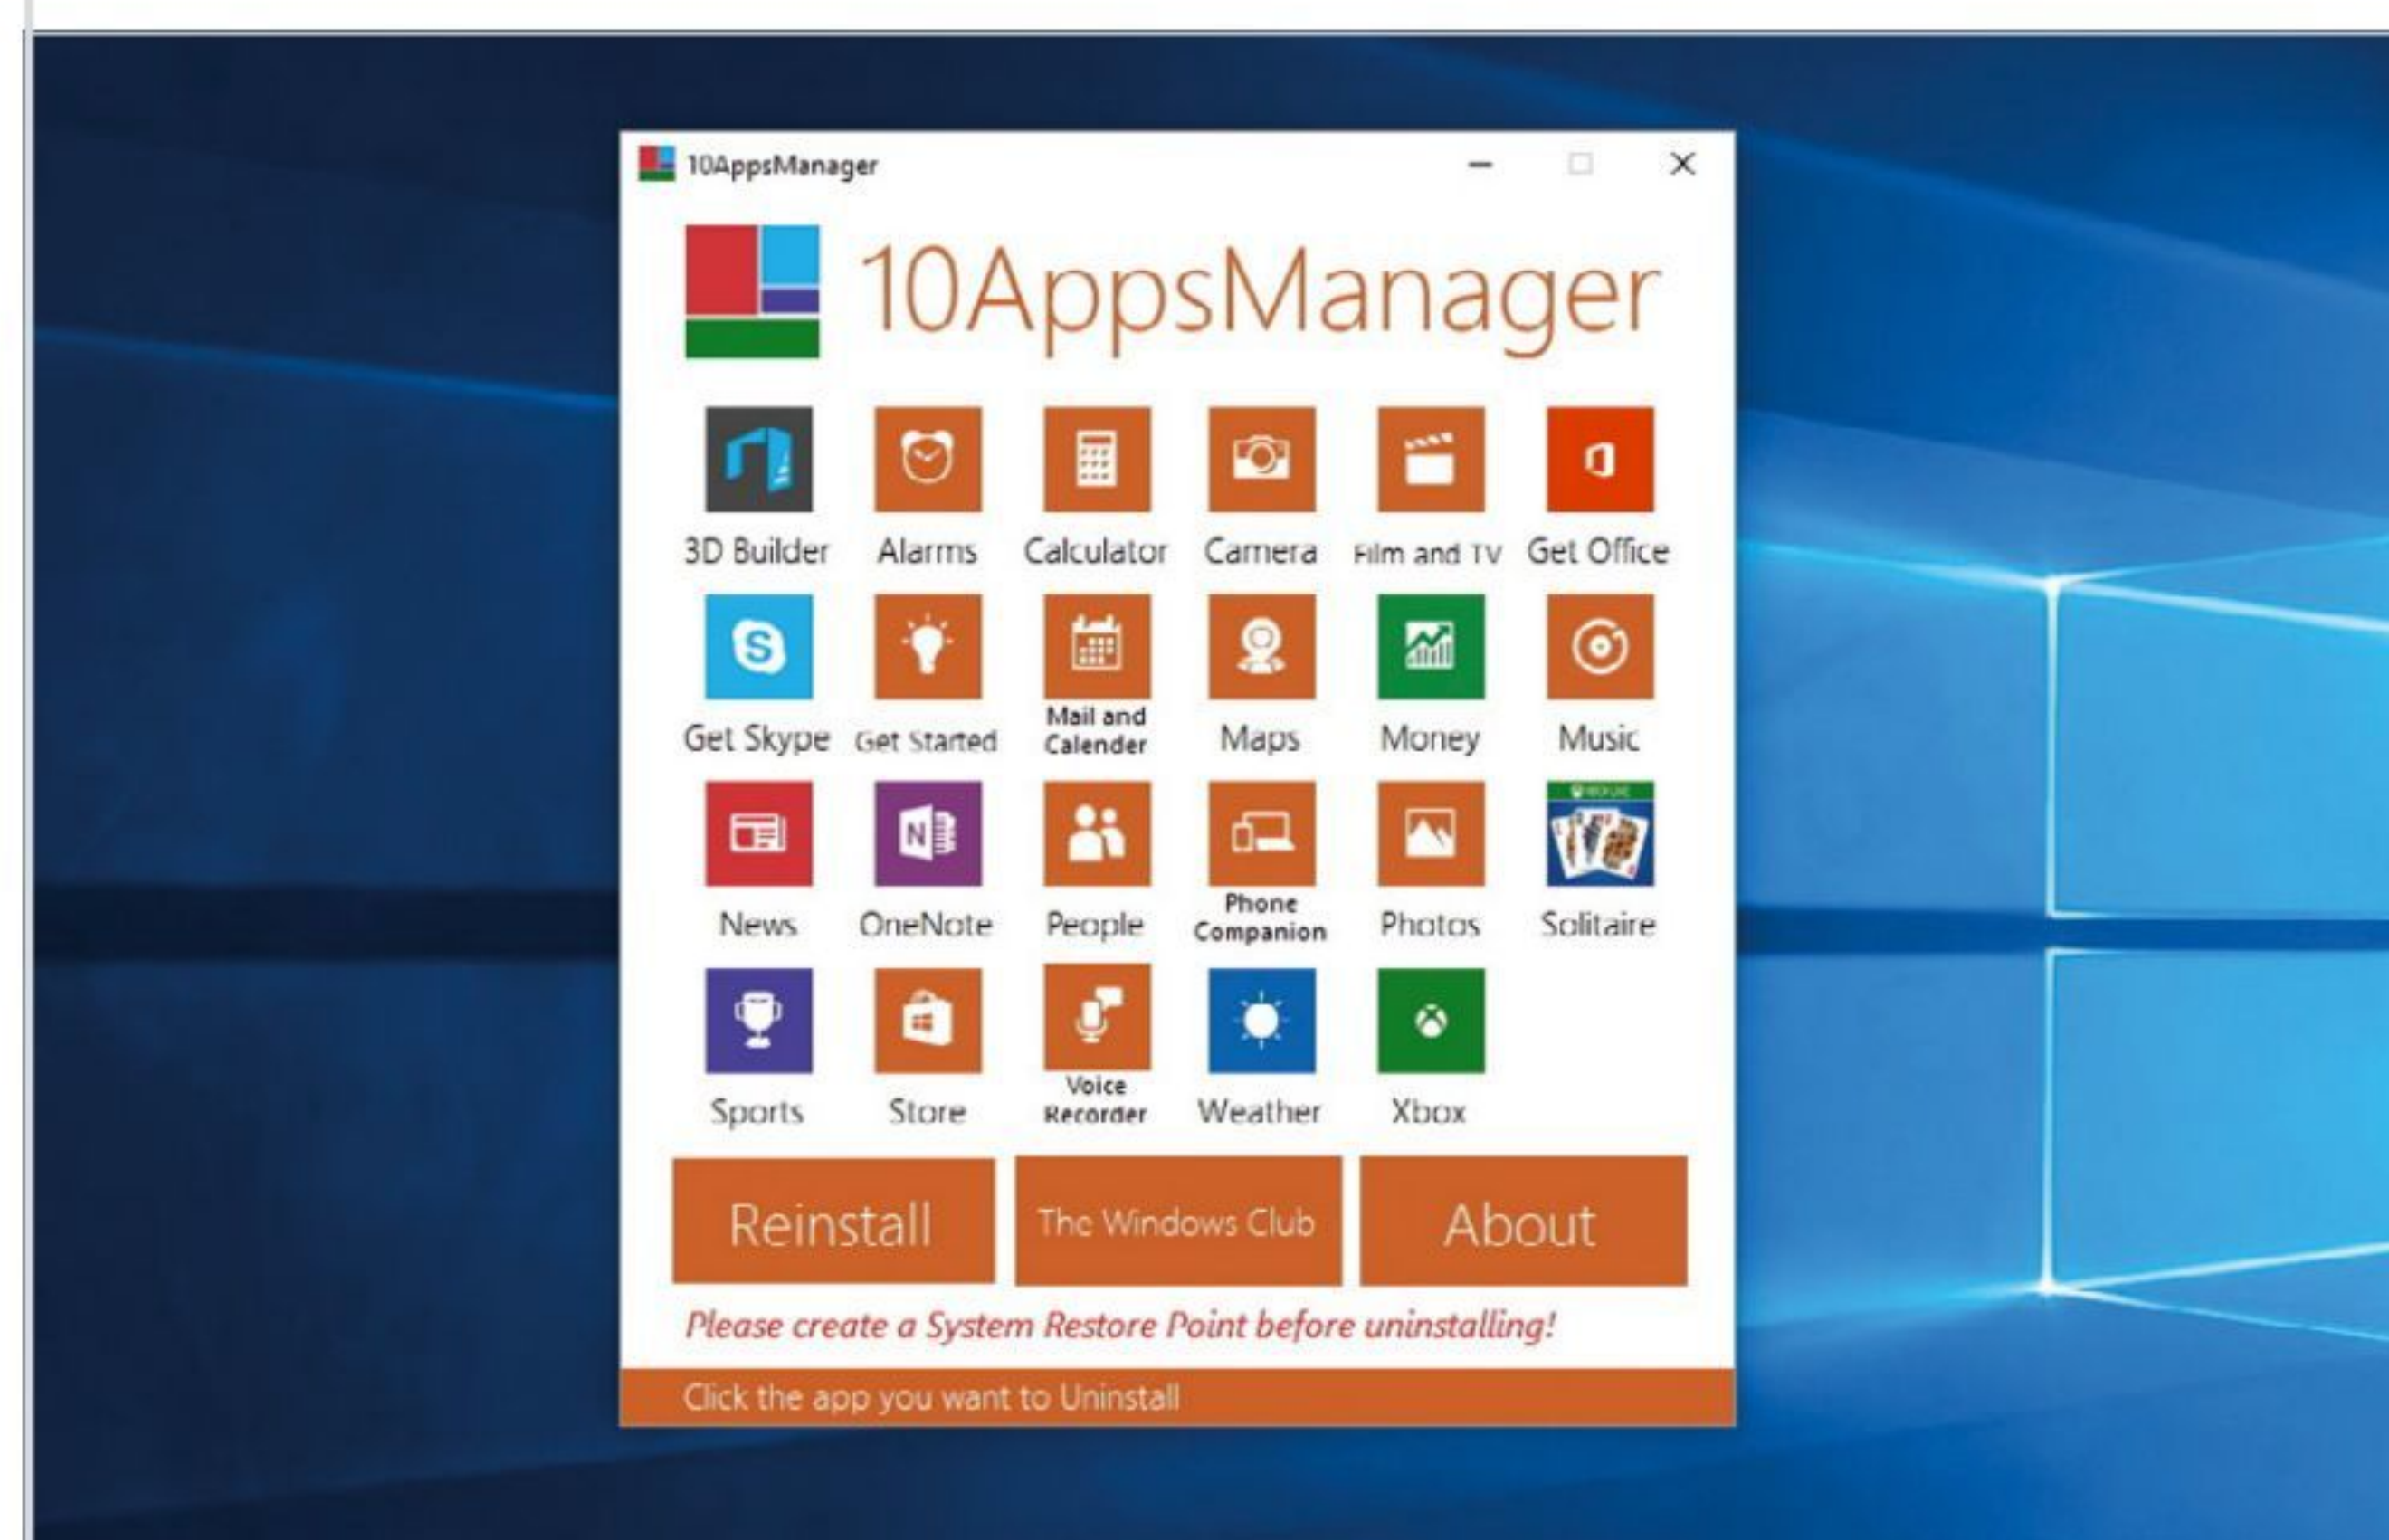 10AppsManager
10AppsManager
3D Builder Alarms Calculator Camera Film and TV Get Office
Get Skype Get Started Mail and Calender Maps Money Music
News OneNote People Phone Companion Photos Solitaire
Sports Store Voice Recorder Weather Xbox
Reinstall The Windows Club About
Please create a System Restore Point before uninstalling!
Click the app you want to Uninstall